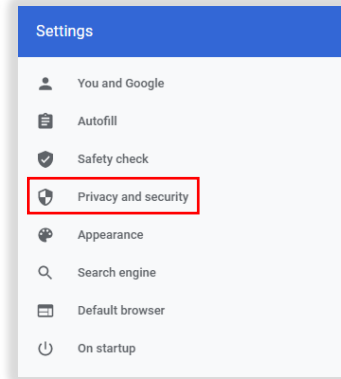 Settings
You and Google
Autofill
Safety check
Privacy and security
Appearance
Search engine
Default browser
On startup